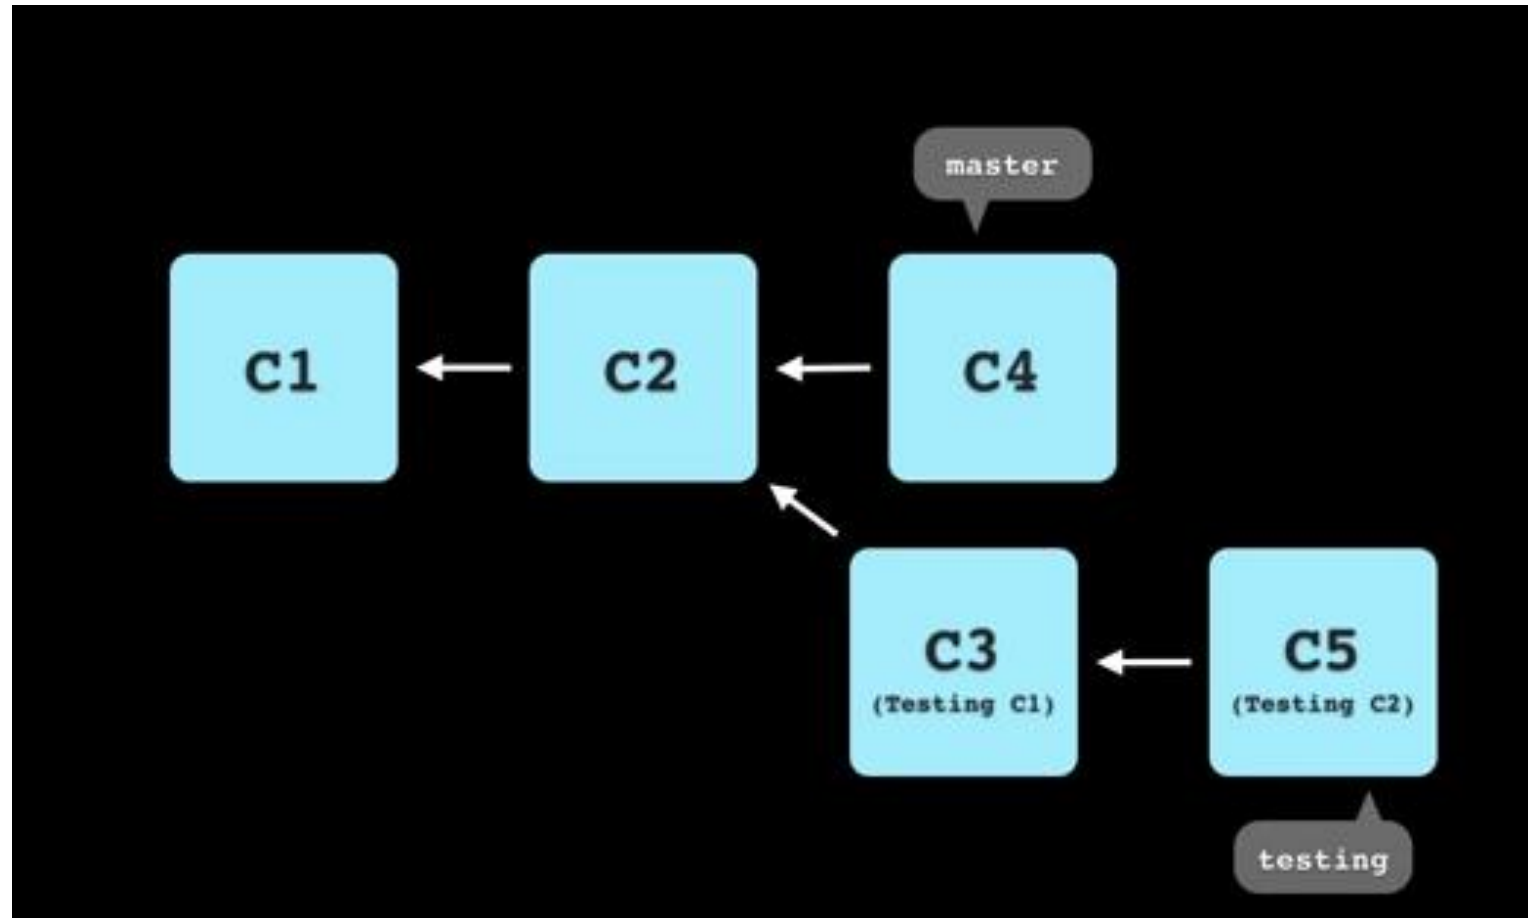 master
C1
C2
C4
C3
(Testing C1)
C5
(Testing C2)
testing